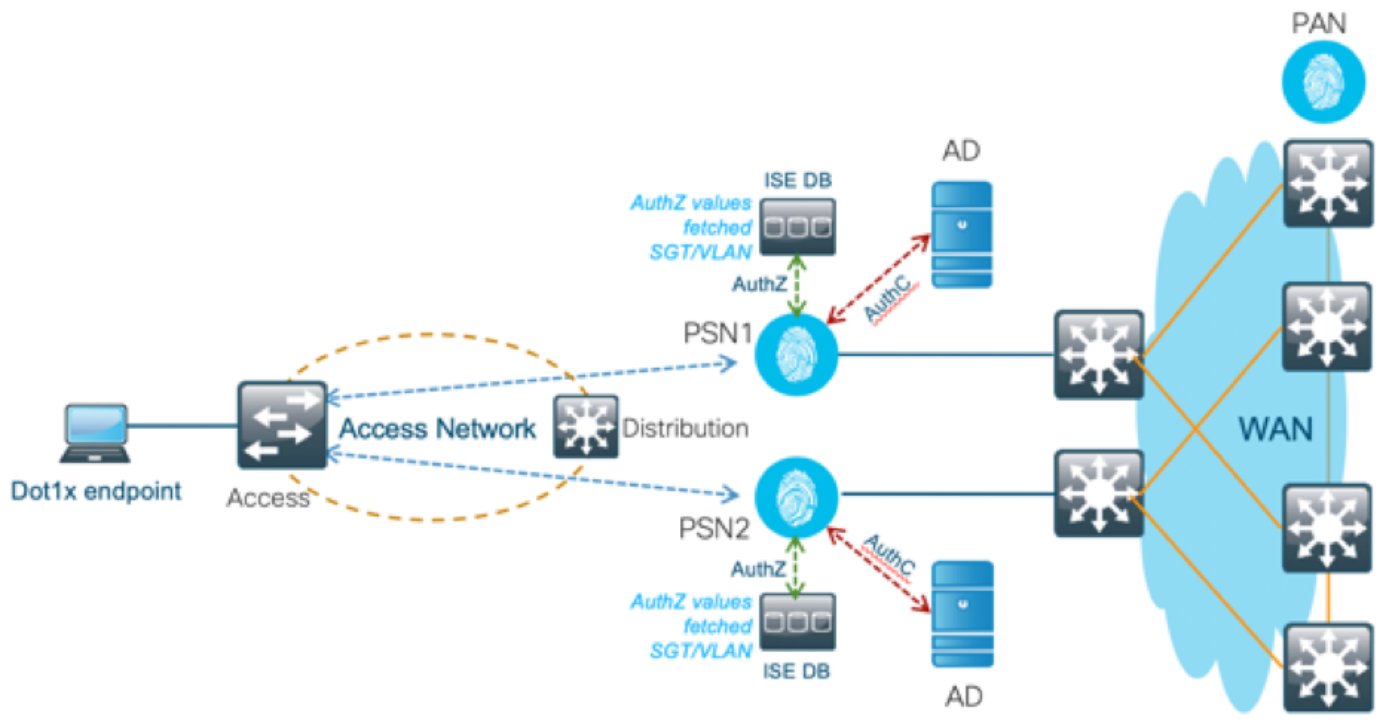 PAN
AD
ISE DB
AuthZ values
fetched
SGT/VLAN
AuthZ
AuthC
PSN1
Access Network
Distribution
WAN
Dot1x endpoint
Access
PSN2
AuthC
AuthZ
AuthZ values
fetched
SGT/VLAN
ISE DB
AD